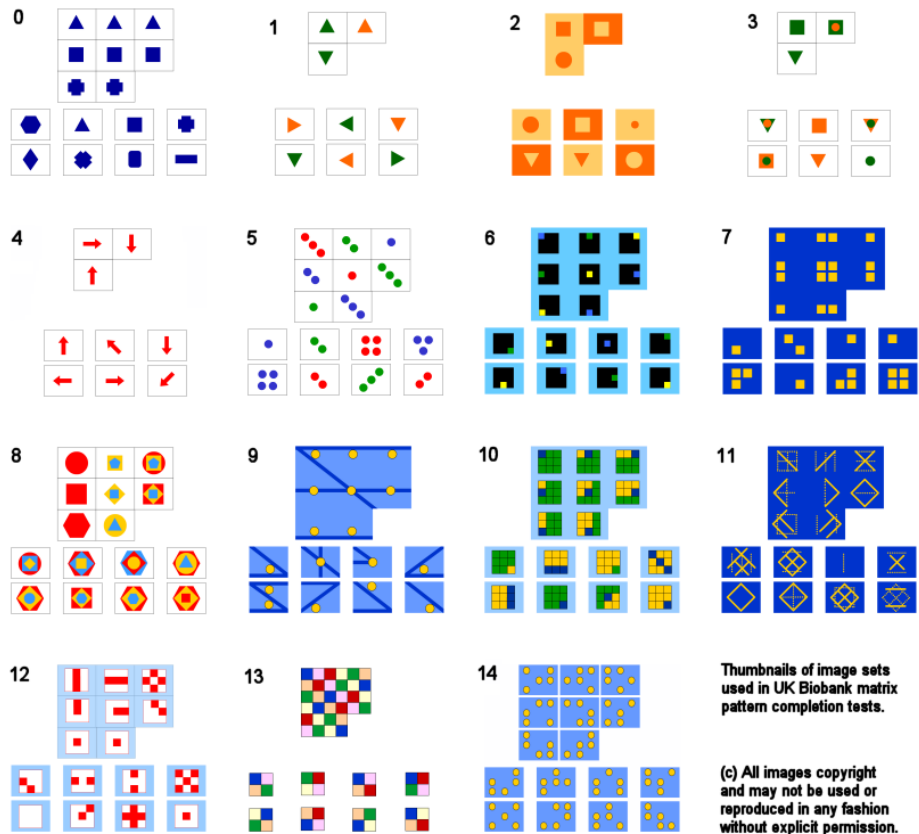 0
1
2
3
4
5
6
7
8
9
10
11
12
13
14
Thumbnails of image sets
used in UK Biobank matrix
pattern completion tests.
(c) All images copyright
and may not be used or
reproduced in any fashion
without explicit permission.